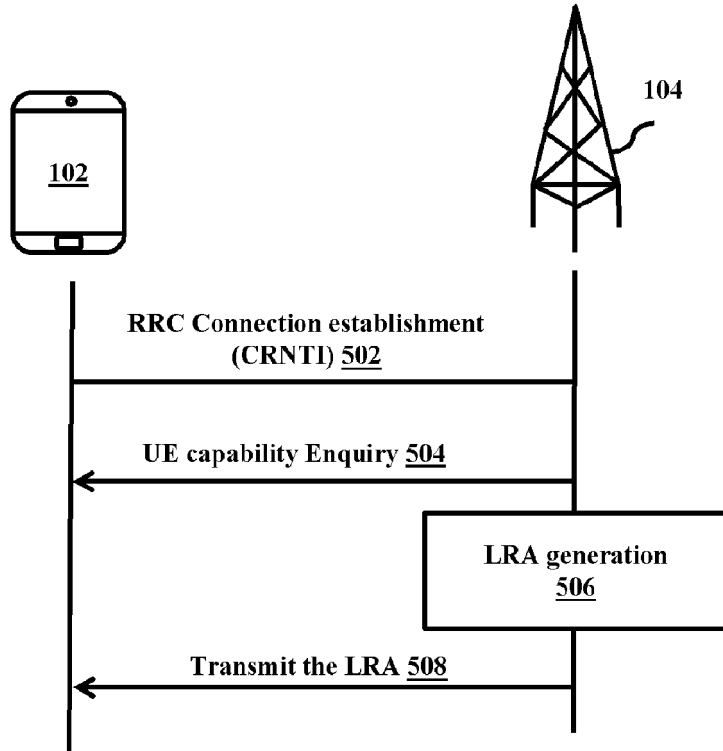 104
102
RRC Connection establishment
(CRNTI) 502
UE capability Enquiry 504
LRA generation
506
Transmit the LRA 508